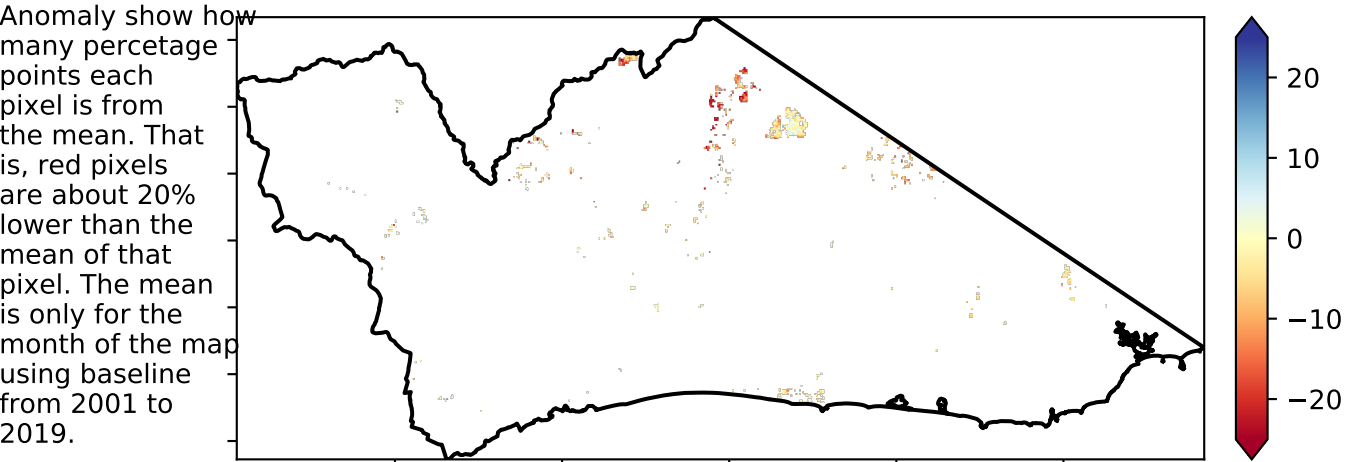 Anomaly show how
many percetage
points each
pixel is from
the mean. That
is, red pixels
are about 20%
lower than the
mean of that
pixel. The mean
is only for the
month of the map
using baseline
from 2001 to
2019.
20
10
0
−10
−20